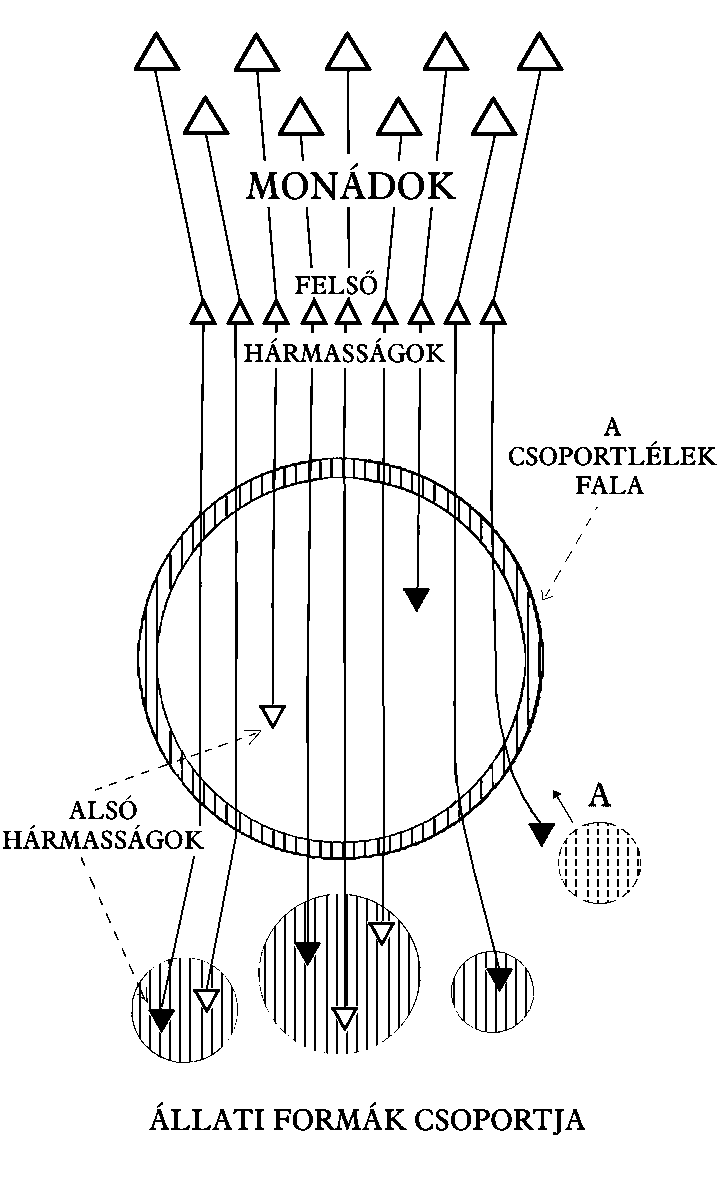 MONÁDOK
FELSŐ
HÁRMASSÁGOK
A
CSOPORTLÉLEK
FALA
A
ALSÓ
HÁRMASSÁGOK
ÁLLATI FORMÁK CSOPORTJA